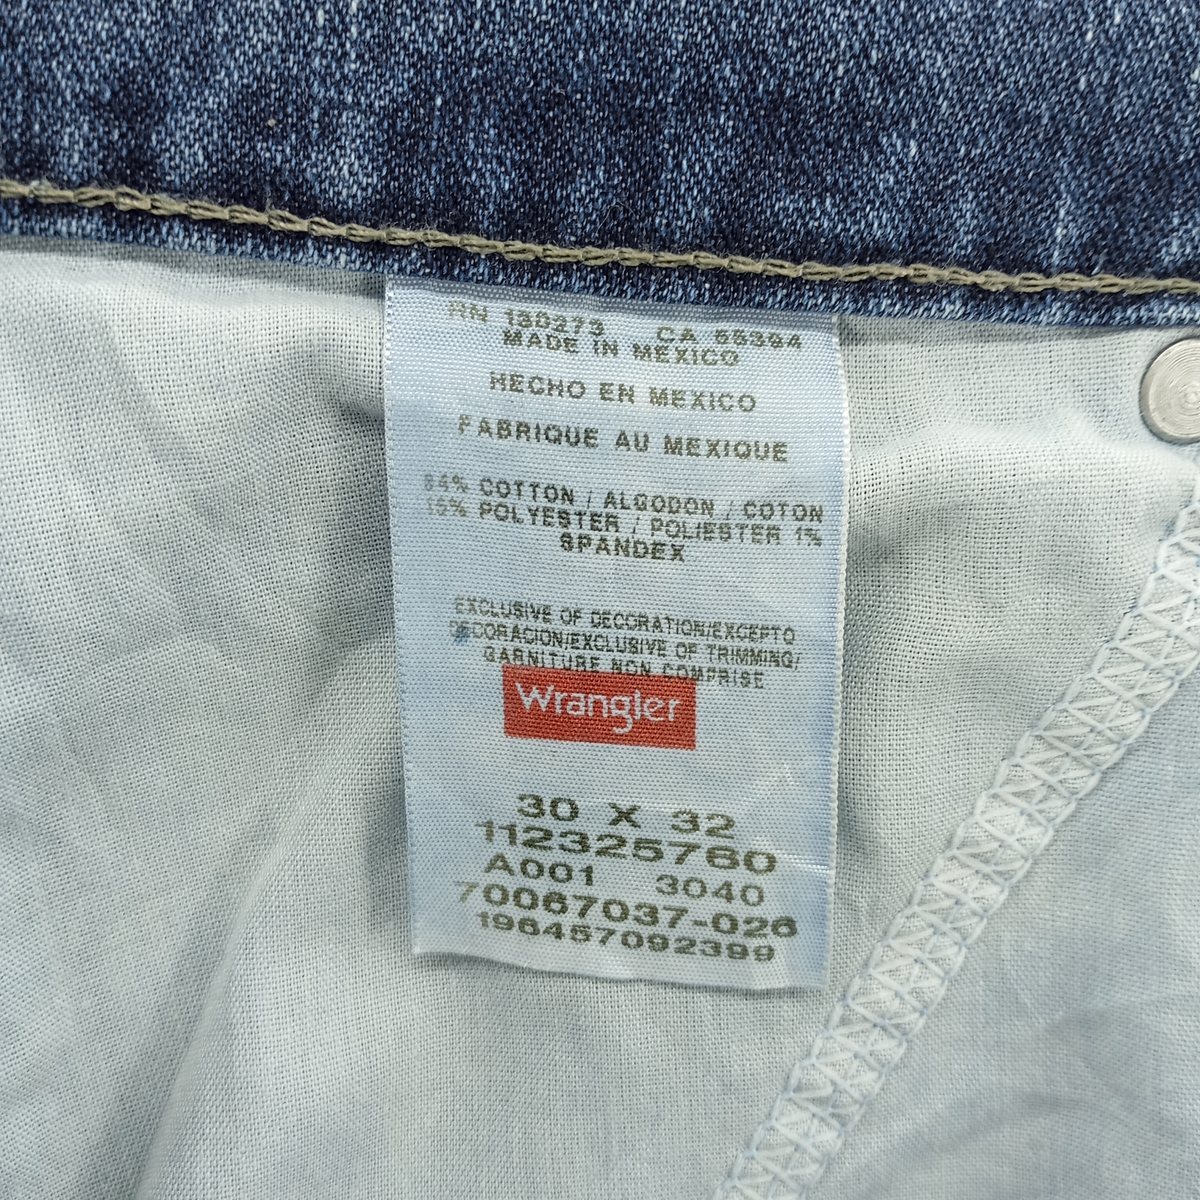 RN 130273 CA 55394
MADE IN MEXICO
HECHO EN MEXICO
FABRIQUE AU MEXIQUE
84% COTTON / ALGODON / COTON
15% POLYESTER / POLIESTER 1%
SPANDEX
EXCLUSIVE OF DECORATION/EXCEPTO
DECORACION/EXCLUSIVE OF TRIMMING/
GARNITURE NON COMPRISE
Wrangler
30 X 32
112325760
A001 3040
70067037-026
196457092399